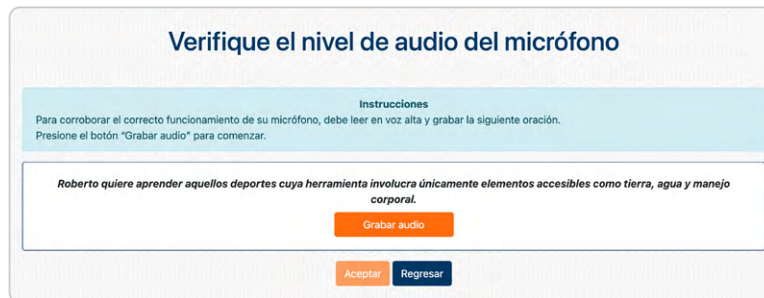 Verifique el nivel de audio del micrófono
Instrucciones
Para corroborar el correcto funcionamiento de su micrófono, debe leer en voz alta y grabar la siguiente oración.
Presione el botón “Grabar audio” para comenzar.
Roberto quiere aprender aquellos deportes cuya herramienta involucra únicamente elementos accesibles como tierra, agua y manejo
corporal.
Grabar audio
Aceptar Regresar